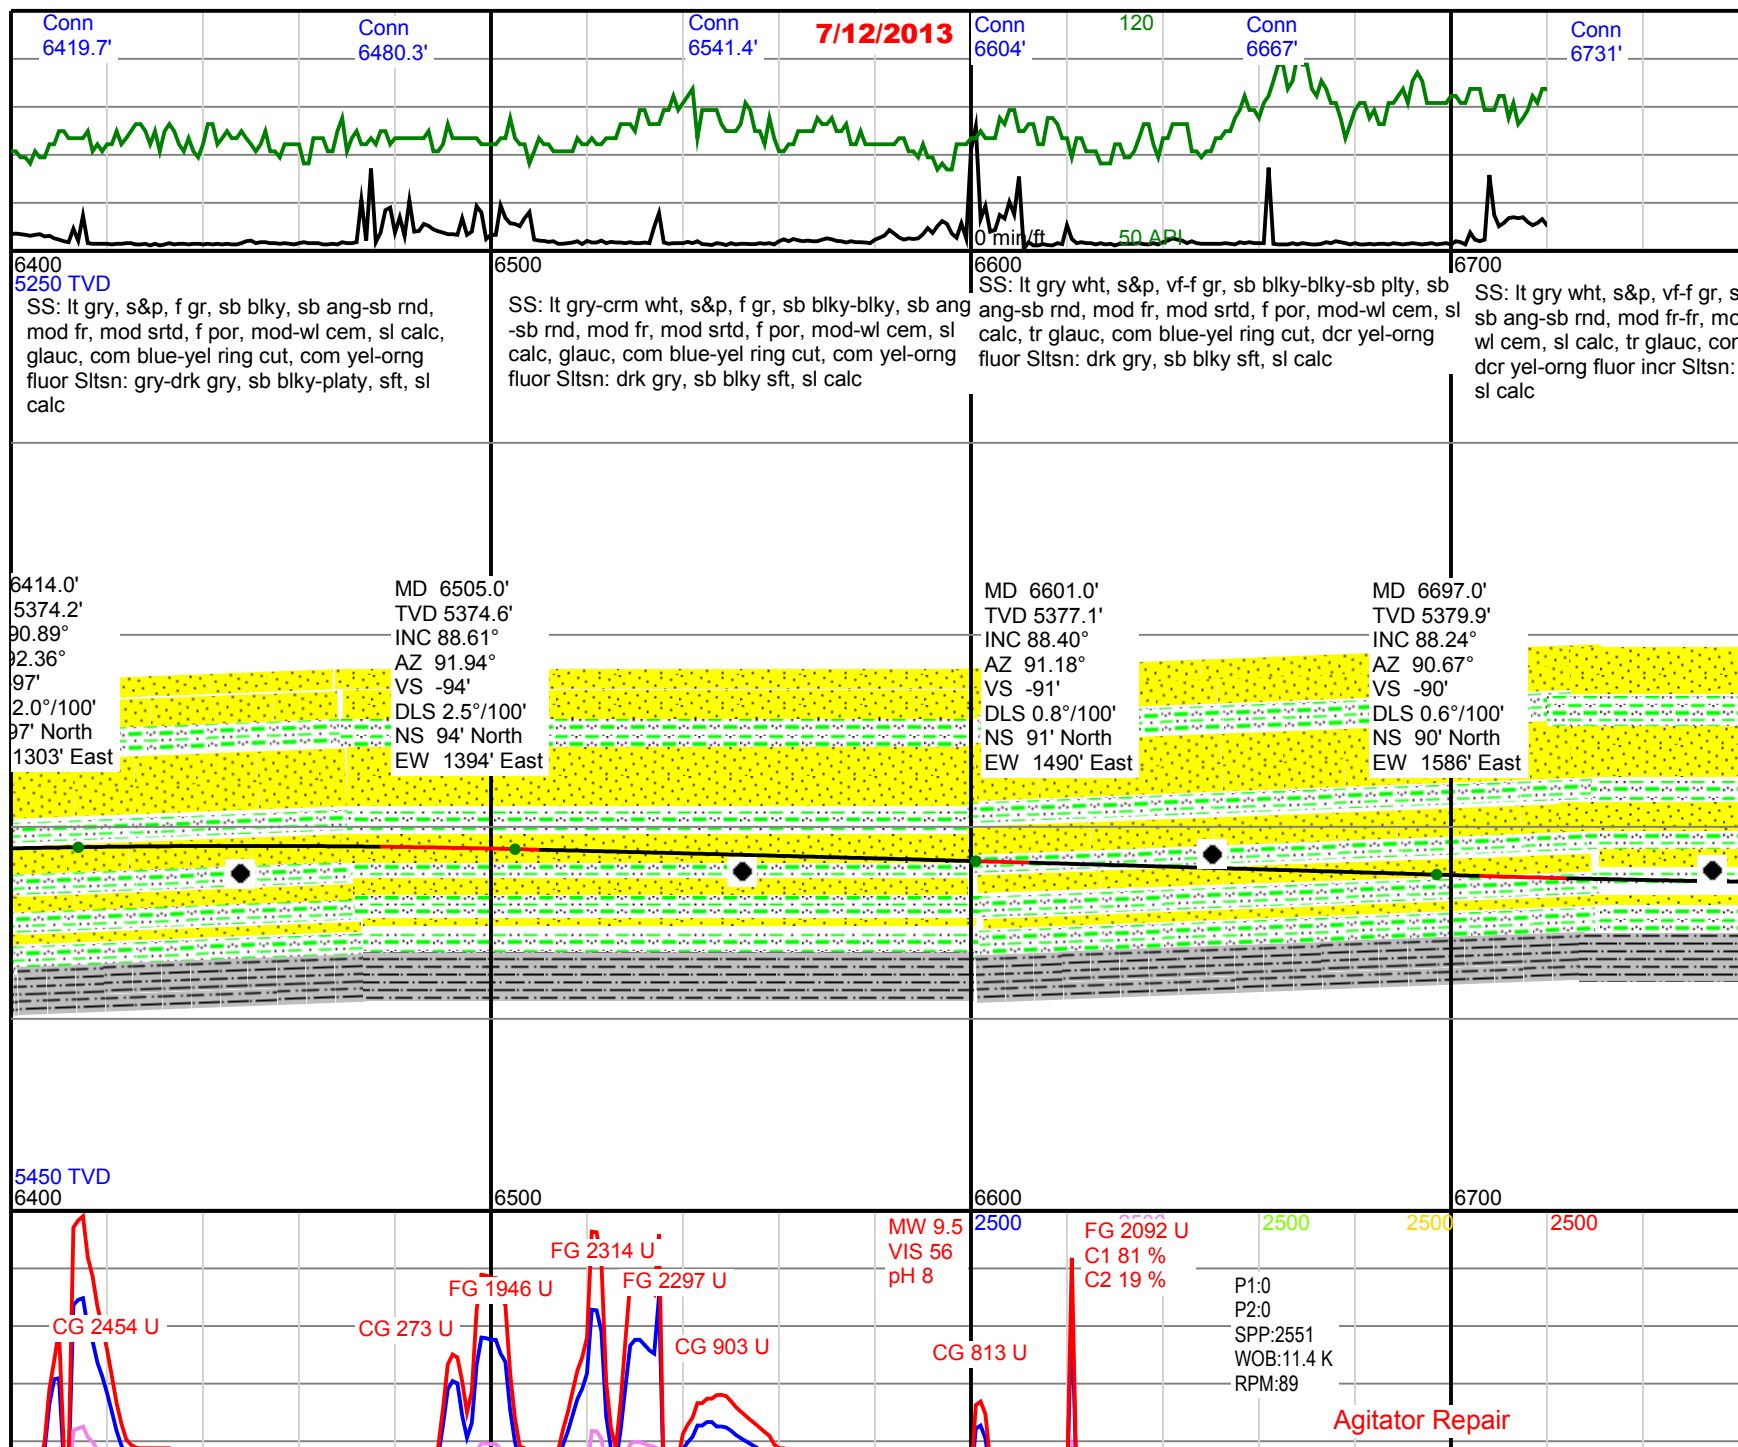 Conn
6419.7'
Conn
6480.3'
Conn
6541.4'
7/12/2013
Conn
6604'
120
Conn
6667'
Conn
6731'
0 min/ft
50 API
6400
6500
6600
6700
5250 TVD
SS: lt gry, s&p, f gr, sb blky, sb ang-sb rnd,
mod fr, mod srtd, f por, mod-wl cem, sl calc,
glauc, com blue-yel ring cut, com yel-orng
fluor Sltsn: gry-drk gry, sb blky-platy, sft, sl
calc
SS: lt gry-crm wht, s&p, f gr, sb blky-blky, sb ang
-sb rnd, mod fr, mod srtd, f por, mod-wl cem, sl
calc, glauc, com blue-yel ring cut, com yel-orng
fluor Sltsn: drk gry, sb blky sft, sl calc
SS: lt gry wht, s&p, vf-f gr, sb blky-blky-sb plty, sb
ang-sb rnd, mod fr, mod srtd, f por, mod-wl cem, sl
calc, tr glauc, com blue-yel ring cut, dcr yel-orng
fluor Sltsn: drk gry, sb blky sft, sl calc
SS: lt gry wht, s&p, vf-f gr, s
sb ang-sb rnd, mod fr-fr, mo
wl cem, sl calc, tr glauc, con
dcr yel-orng fluor incr Sltsn:
sl calc
6414.0'
5374.2'
90.89°
92.36°
-97'
2.0°/100'
97' North
1303' East
MD 6505.0'
TVD 5374.6'
INC 88.61°
AZ 91.94°
VS -94'
DLS 2.5°/100'
NS 94' North
EW 1394' East
MD 6601.0'
TVD 5377.1'
INC 88.40°
AZ 91.18°
VS -91'
DLS 0.8°/100'
NS 91' North
EW 1490' East
MD 6697.0'
TVD 5379.9'
INC 88.24°
AZ 90.67°
VS -90'
DLS 0.6°/100'
NS 90' North
EW 1586' East
5450 TVD
6400
6500
6600
6700
CG 2454 U
CG 273 U
FG 1946 U
FG 2314 U
FG 2297 U
CG 903 U
MW 9.5
VIS 56
pH 8
CG 813 U
2500
2500
2500
2500
2500
FG 2092 U
C1 81 %
C2 19 %
P1:0
P2:0
SPP:2551
WOB:11.4 K
RPM:89
Agitator Repair